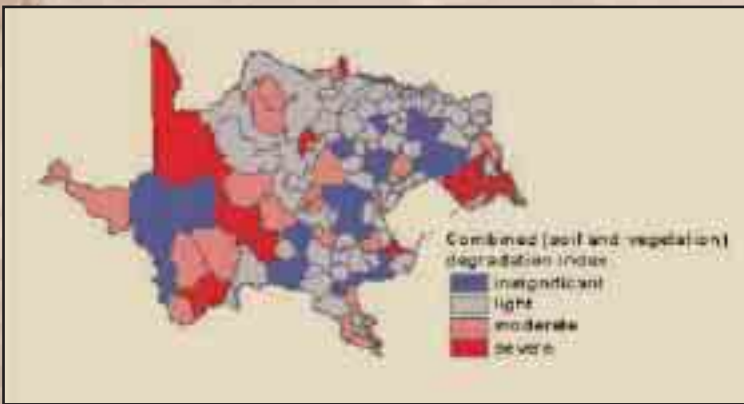 Combined (soil and vegetation)
degradation index
insignificant
light
moderate
severe